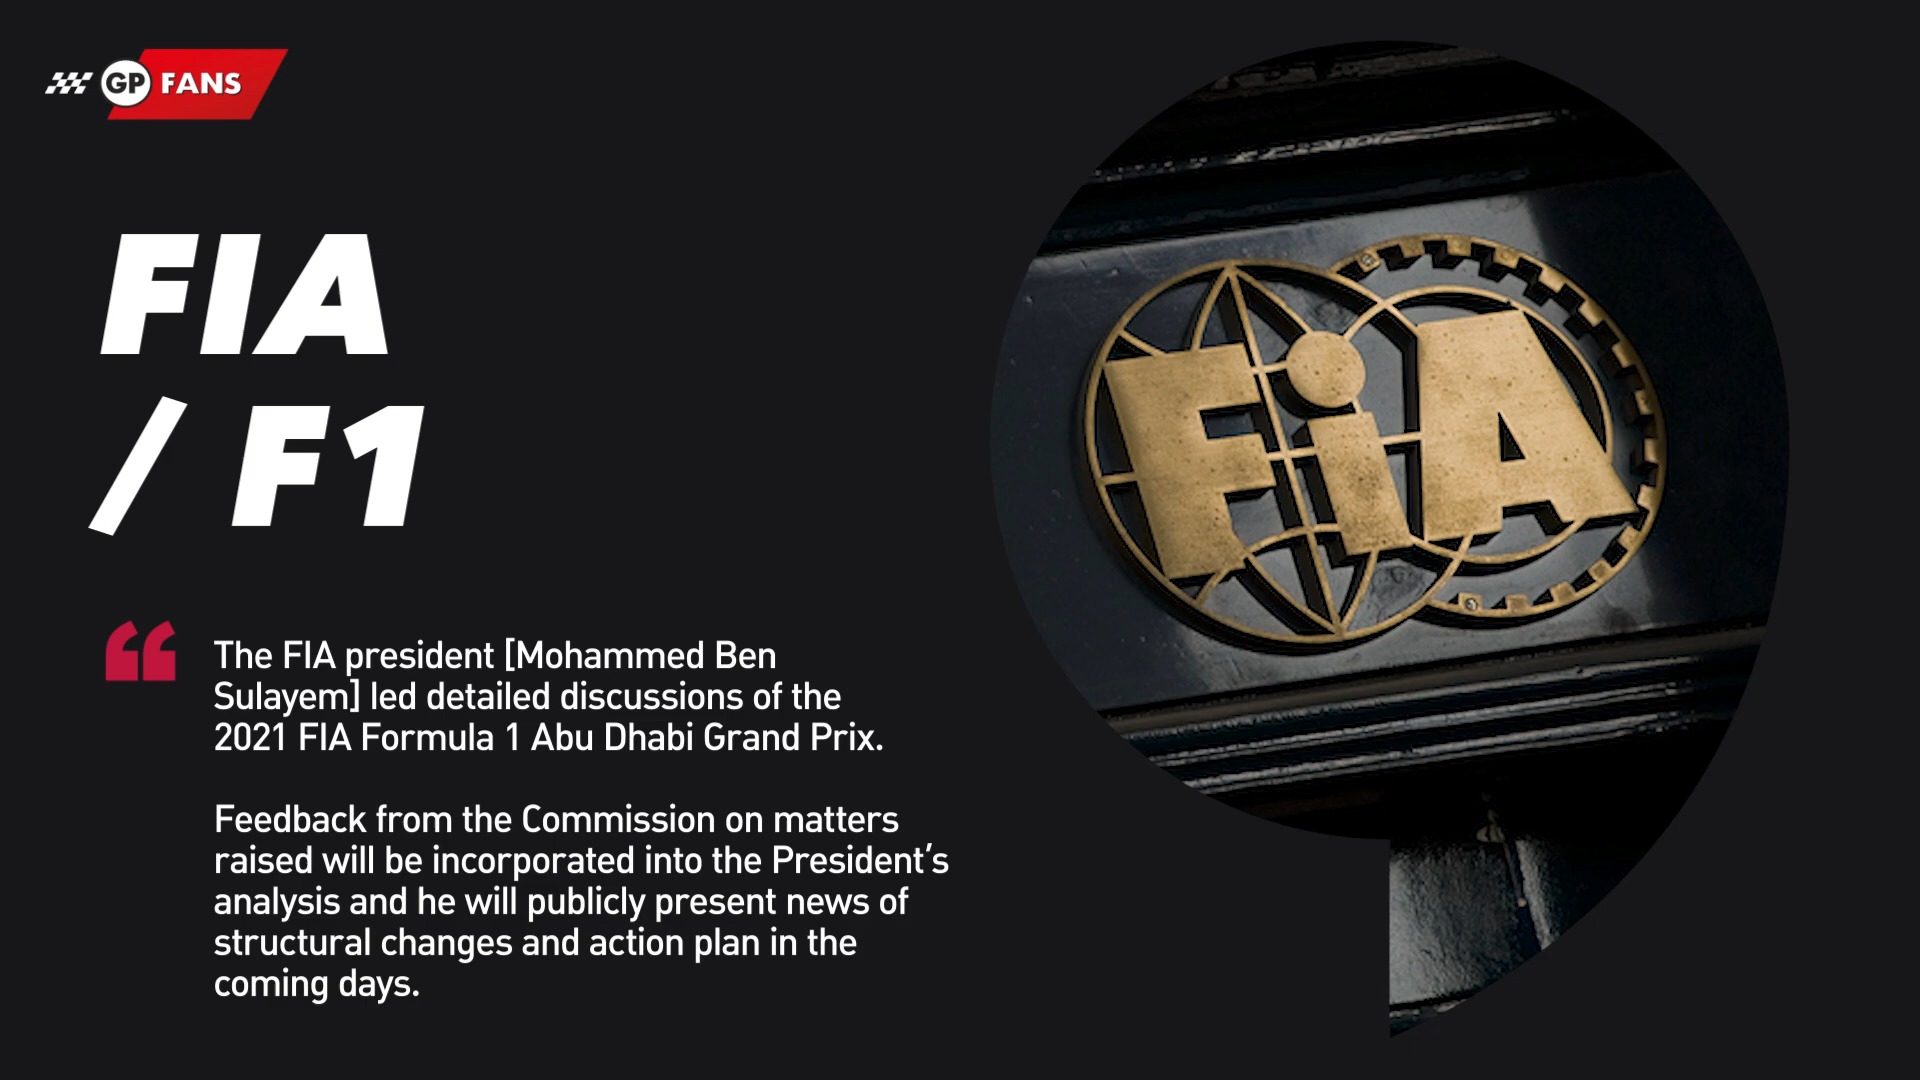 GP FANS
FIA
/ F1
FiA
“ The FIA president [Mohammed Ben
Sulayem] led detailed discussions of the
2021 FIA Formula 1 Abu Dhabi Grand Prix.
Feedback from the Commission on matters
raised will be incorporated into the President’s
analysis and he will publicly present news of
structural changes and action plan in the
coming days.